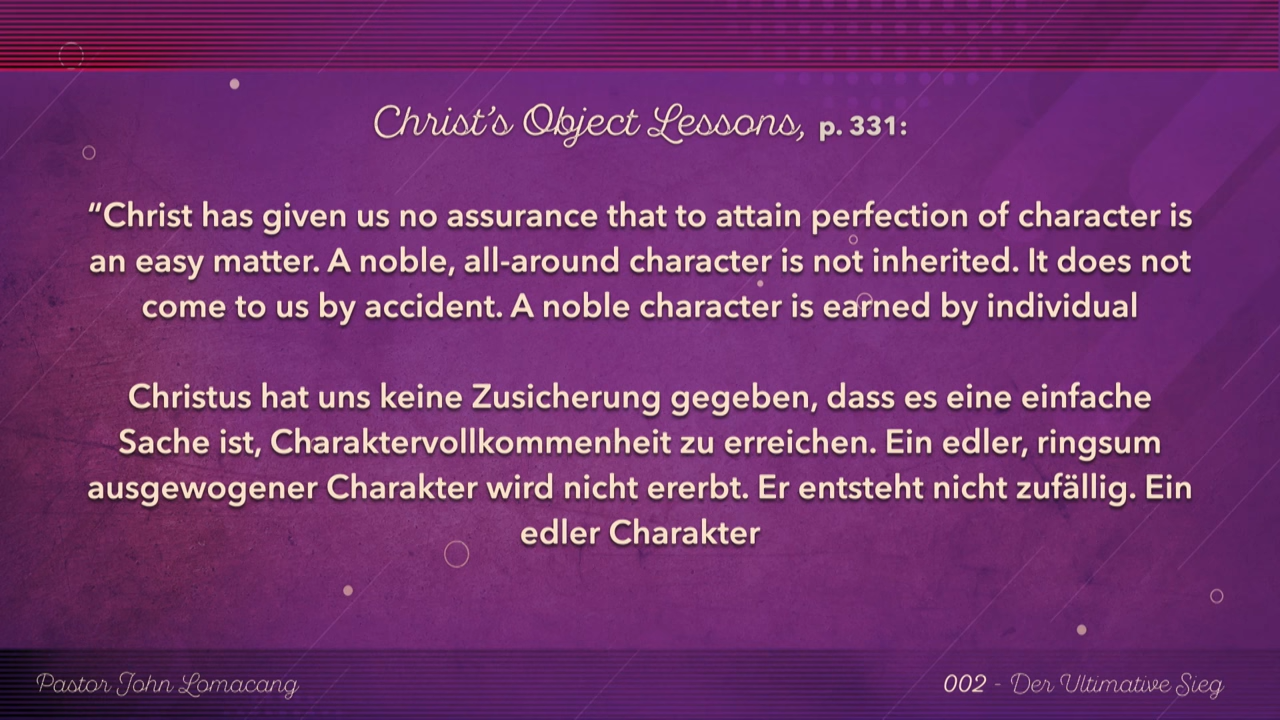 Christ's Object Lessons, p. 331:
“Christ has given us no assurance that to attain perfection of character is
an easy matter. A noble, all-around character is not inherited. It does not
come to us by accident. A noble character is earned by individual
Christus hat uns keine Zusicherung gegeben, dass es eine einfache
Sache ist, Charaktervollkommenheit zu erreichen. Ein edler, ringsum
ausgewogener Charakter wird nicht ererbt. Er entsteht nicht zufällig. Ein
edler Charakter
Pastor John Lomacang
002 - Der Ultimative Sieg